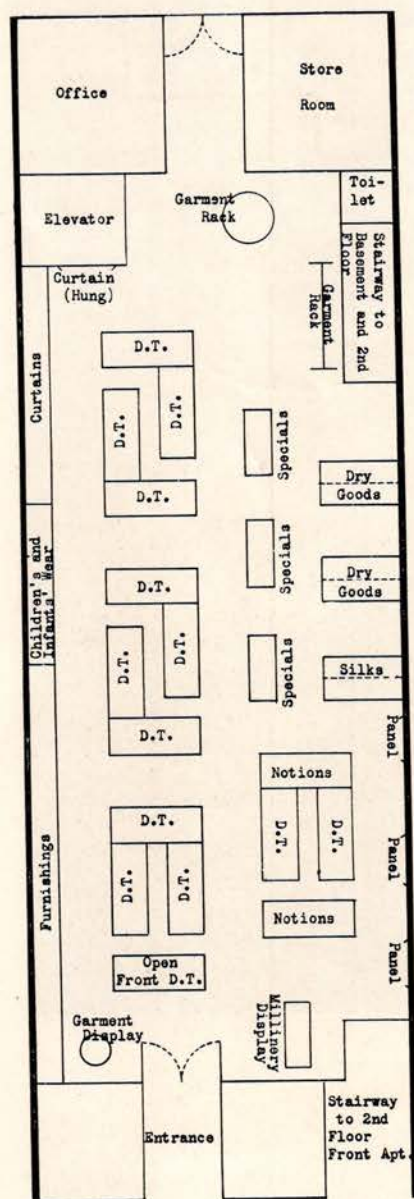 Office
Store
Room
Elevator
Garment
Rack
Toi-
let
Stairway to
Basement and 2nd
Floor
Curtain
(Hung)
Garment
Rack
Curtains
D.T.
D.T.
D.T.
D.T.
Specials
Dry
Goods
Children's and
Infants' Wear
D.T.
D.T.
D.T.
D.T.
Specials
Dry
Goods
Specials
Silks
Panel
Furnishings
D.T.
D.T.
D.T.
Open
Front D.T.
Notions
D.T.
D.T.
Notions
Panel
Panel
Garment
Display
Millinery
Display
Entrance
Stairway
to 2nd
Floor
Front Apt.